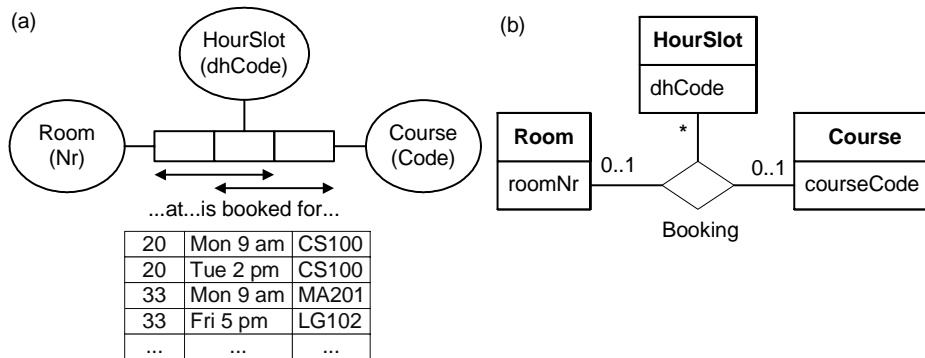 (a)
HourSlot
(dhCode)
Room
(Nr)
Course
(Code)
...at...is booked for...
20 Mon 9 am CS100
20 Tue 2 pm CS100
33 Mon 9 am MA201
33 Fri 5 pm LG102
... ... ...
(b)
HourSlot
dhCode
*
Room
roomNr
0..1
0..1
Course
courseCode
Booking